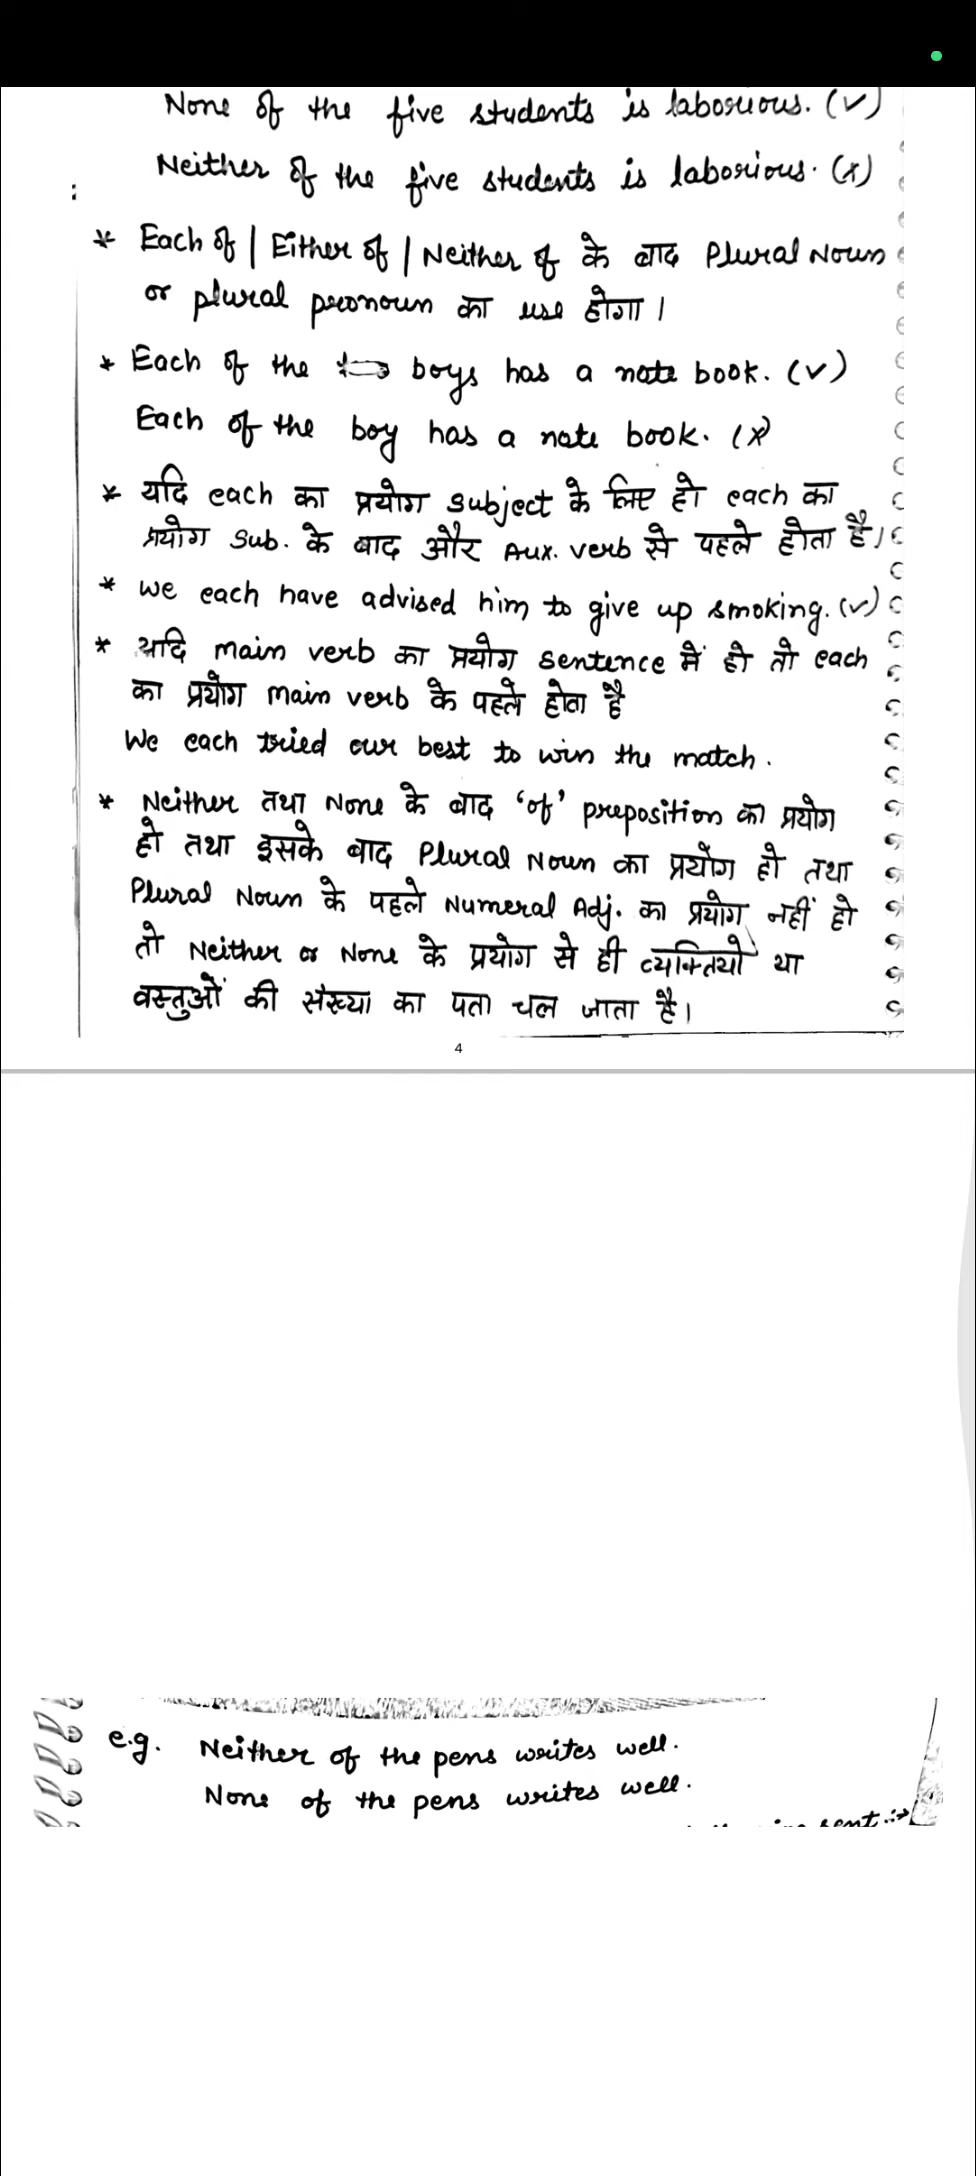 None of the five students is laborious. (✓)
Neither of the five students is laborious. (x)
* Each of | Either of | Neither of के बाद Plural Noun
or plural pronoun का use होगा।
* Each of the boys has a note book. (✓)
Each of the boy has a note book. (x)
* यदि each का प्रयोग subject के लिए हो each का
प्रयोग Sub. के बाद और Aux. verb से पहले होता है।
* We each have advised him to give up smoking. (✓)
* यदि main verb का प्रयोग sentence में हो तो each
का प्रयोग main verb के पहले होता है
We each tried our best to win the match.
* Neither तथा None के बाद 'of' preposition का प्रयोग
हो तथा इसके बाद Plural Noun का प्रयोग हो तथा
Plural Noun के पहले Numeral Adj. का प्रयोग नहीं हो
तो Neither or None के प्रयोग से ही व्यक्तियों या
वस्तुओं की संख्या का पता चल जाता है।
4
e.g. Neither of the pens writes well.
None of the pens writes well.
sent :→